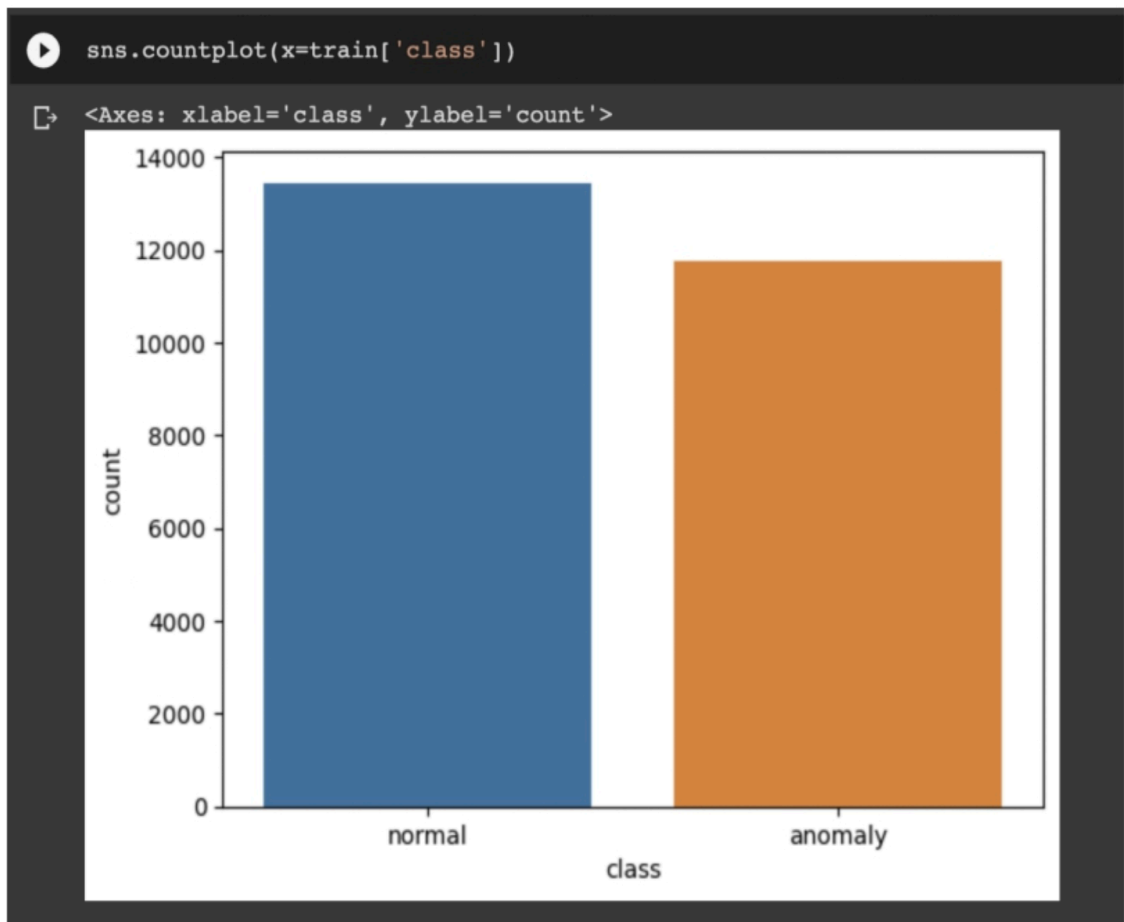 sns.countplot(x=train['class'])
<Axes: xlabel='class', ylabel='count'>
14000
12000
10000
8000
6000
4000
2000
0
count
normal anomaly
class